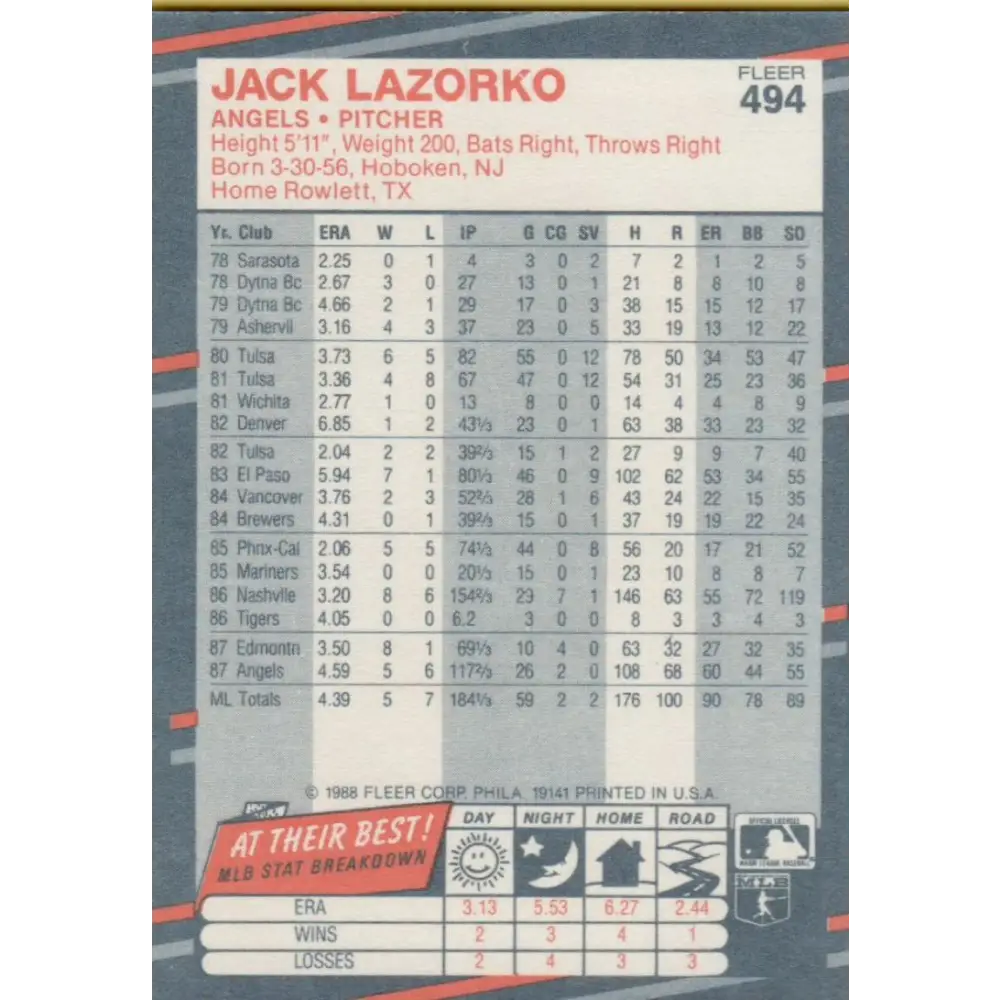 JACK LAZORKO
FLEER
494
ANGELS • PITCHER
Height 5'11", Weight 200, Bats Right, Throws Right
Born 3-30-56, Hoboken, NJ
Home Rowlett, TX
Yr. Club ERA W L IP G CG SV H R ER BB SO
78 Sarasota 2.25 0 1 4 3 0 2 7 2 1 2 5
78 Dytna Bc 2.67 3 0 27 13 0 1 21 8 8 10 8
79 Dytna Bc 4.66 2 1 29 17 0 3 38 15 15 12 17
79 Ashervil 3.16 4 3 37 23 0 5 33 19 13 12 22
80 Tulsa 3.73 6 5 82 55 0 12 78 50 34 53 47
81 Tulsa 3.36 4 8 67 47 0 12 54 31 25 23 36
81 Wichita 2.77 1 0 13 8 0 0 14 4 4 8 9
82 Denver 6.85 1 2 43⅓ 23 0 1 63 38 33 23 32
82 Tulsa 2.04 2 2 39⅔ 15 1 2 27 9 9 7 40
83 El Paso 5.94 7 1 80⅓ 46 0 9 102 62 53 34 55
84 Vancover 3.76 2 3 52⅔ 28 1 6 43 24 22 15 35
84 Brewers 4.31 0 1 39⅔ 15 0 1 37 19 19 22 24
85 Phnx-Cal 2.06 5 5 74⅓ 44 0 8 56 20 17 21 52
85 Mariners 3.54 0 0 20⅓ 15 0 1 23 10 8 8 7
86 Nashvlle 3.20 8 6 154⅔ 29 7 1 146 63 55 72 119
86 Tigers 4.05 0 0 6.2 3 0 0 8 3 3 4 3
87 Edmontn 3.50 8 1 69⅓ 10 4 0 63 32 27 32 35
87 Angels 4.59 5 6 117⅔ 26 2 0 108 68 60 44 55
ML Totals 4.39 5 7 184⅓ 59 2 2 176 100 90 78 89
© 1988 FLEER CORP. PHILA. 19141 PRINTED IN U.S.A.
AT THEIR BEST!
MLB STAT BREAKDOWN
DAY NIGHT HOME ROAD
ERA 3.13 5.53 6.27 2.44
WINS 2 3 4 1
LOSSES 2 4 3 3
OFFICIAL LICENSEE
MAJOR LEAGUE BASEBALL
MLB